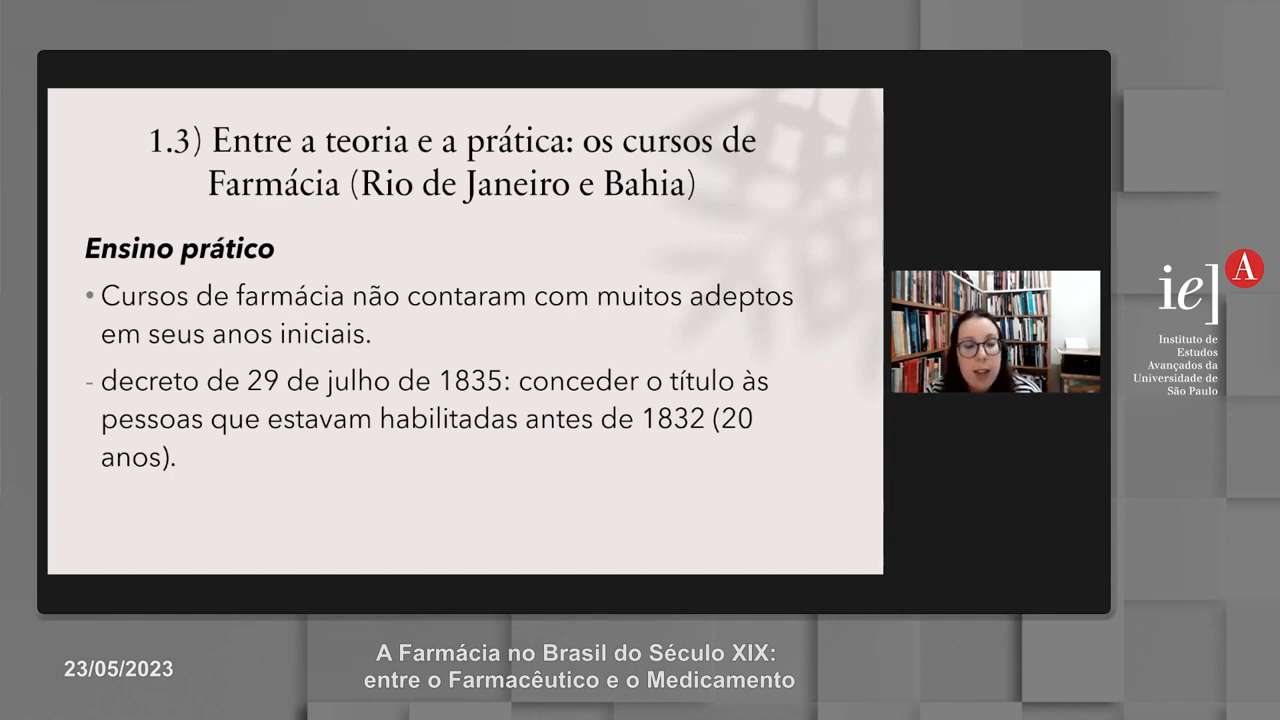 1.3) Entre a teoria e a prática: os cursos de
Farmácia (Rio de Janeiro e Bahia)
Ensino prático
• Cursos de farmácia não contaram com muitos adeptos
em seus anos iniciais.
- decreto de 29 de julho de 1835: conceder o título às
pessoas que estavam habilitadas antes de 1832 (20
anos).
ie] A
Instituto de
Estudos
Avançados da
Universidade de
São Paulo
23/05/2023
A Farmácia no Brasil do Século XIX:
entre o Farmacêutico e o Medicamento